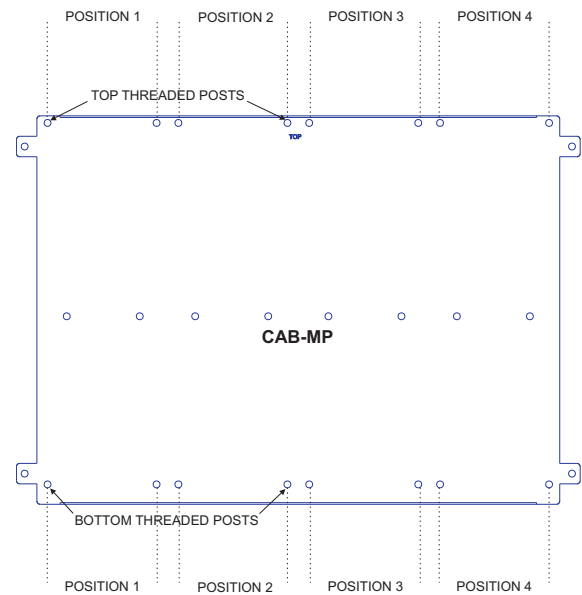 POSITION 1 POSITION 2 POSITION 3 POSITION 4
TOP THREADED POSTS
TOP
CAB-MP
BOTTOM THREADED POSTS
POSITION 1 POSITION 2 POSITION 3 POSITION 4